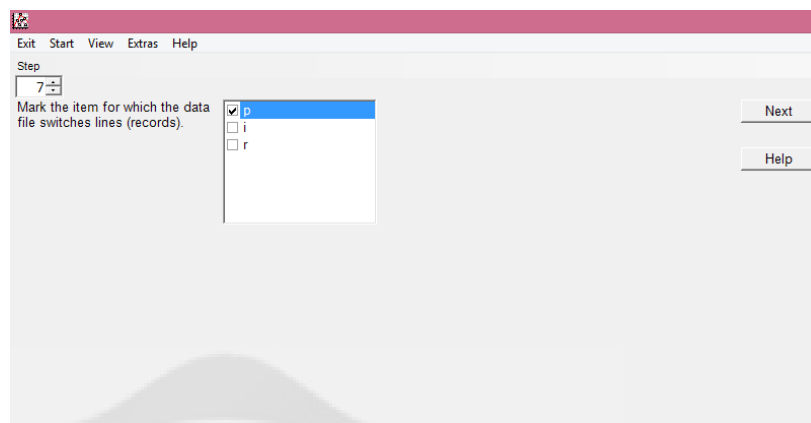 Exit Start View Extras Help
Step
7
Mark the item for which the data
file switches lines (records).
p
i
r
Next
Help